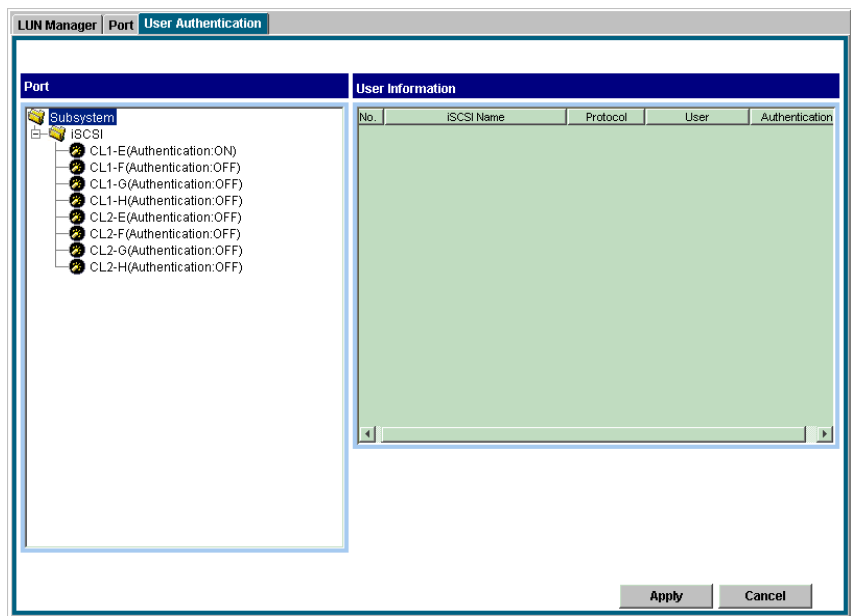 LUN Manager Port User Authentication
Port
Subsystem
iSCSI
CL1-E(Authentication:ON)
CL1-F(Authentication:OFF)
CL1-G(Authentication:OFF)
CL1-H(Authentication:OFF)
CL2-E(Authentication:OFF)
CL2-F(Authentication:OFF)
CL2-G(Authentication:OFF)
CL2-H(Authentication:OFF)
User Information
No. iSCSI Name Protocol User Authentication
Apply Cancel